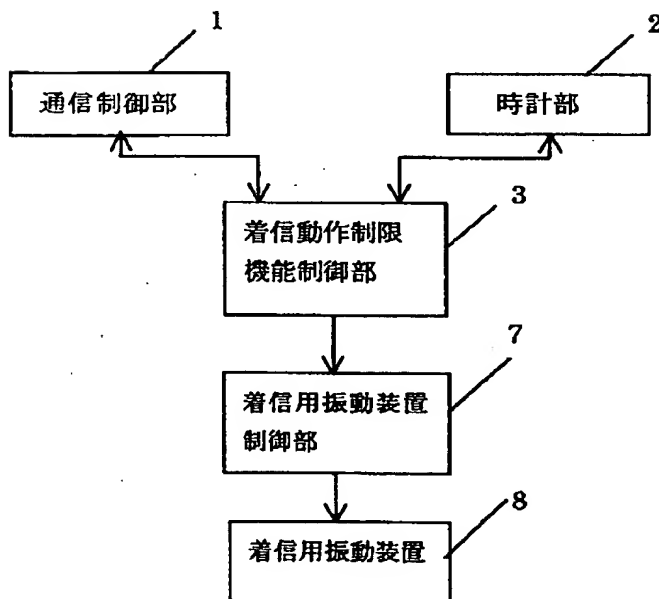 1
2
通信制御部
時計部
3
着信動作制限
機能制御部
7
着信用振動装置
制御部
8
着信用振動装置